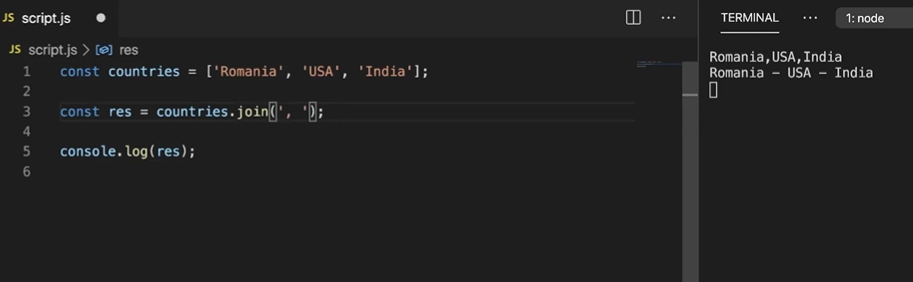 JS script.js
JS script.js > res
1 const countries = ['Romania', 'USA', 'India'];
2
3 const res = countries.join(', ');
4
5 console.log(res);
6
TERMINAL ... 1: node
Romania,USA,India
Romania - USA - India